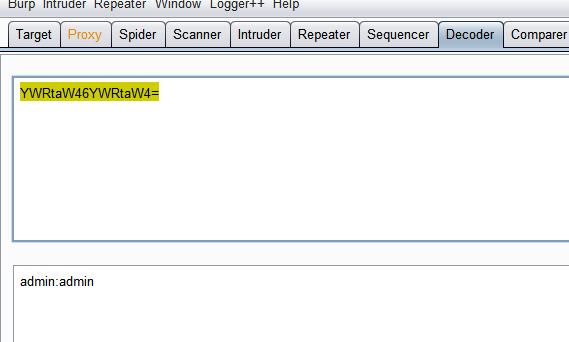 Burp Intruder Repeater Window Logger++ Help
Target Proxy Spider Scanner Intruder Repeater Sequencer Decoder Comparer
YWRtaW46YWRtaW4=
admin:admin